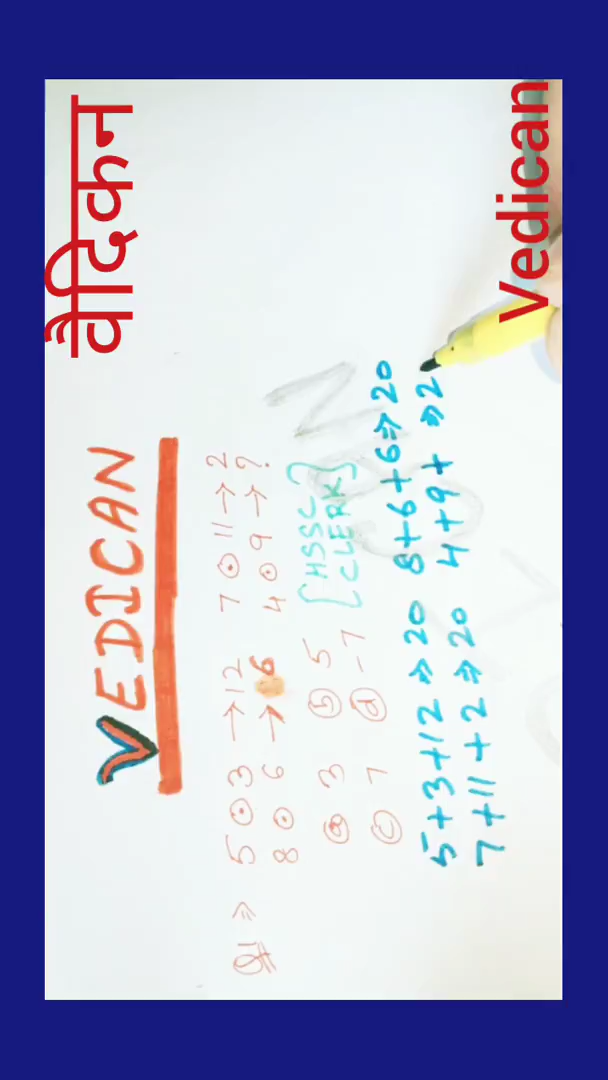 वैदिकन
Vedican
VEDICAN
Q1 ⇒ 5 ⊙ 3 → 12 7 ⊙ 11 → 2
8 ⊙ 6 → 6 4 ⊙ 9 → ?
(a) 3 (b) 5 [HSSC
(c) 7 (d) -7 CLERK]
5+3+12 ⇒ 20 8+6+6 ⇒ 20
7+11+2 ⇒ 20 4+9+ ⇒ 2